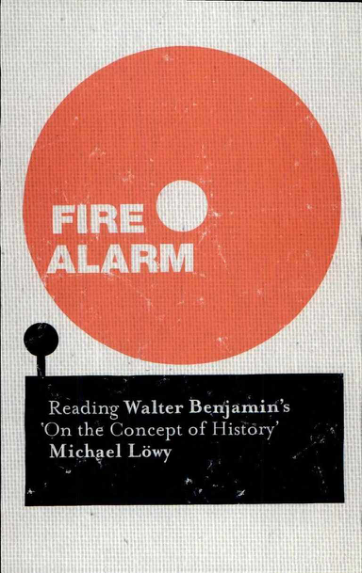 FIRE
ALARM
Reading Walter Benjamin's
'On the Concept of History'
Michael Löwy